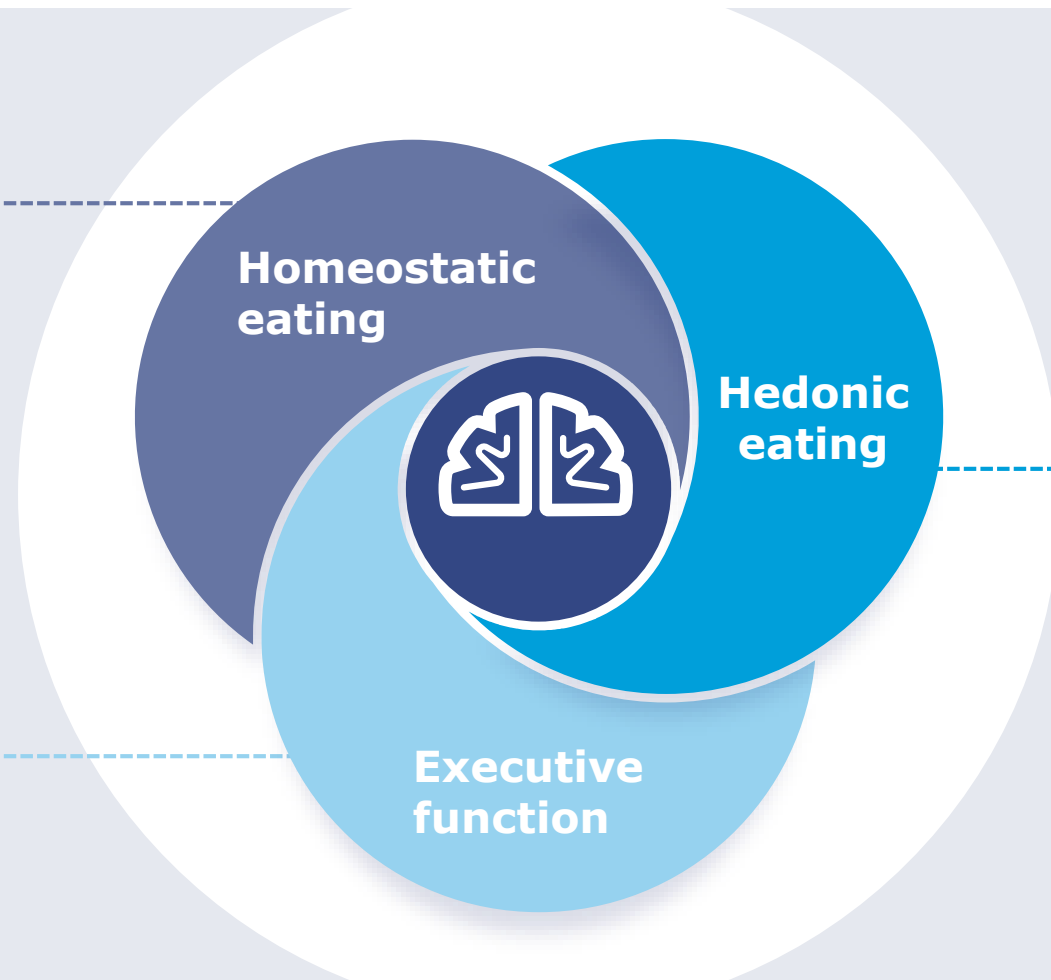 Homeostatic
eating
Hedonic
eating
Executive
function